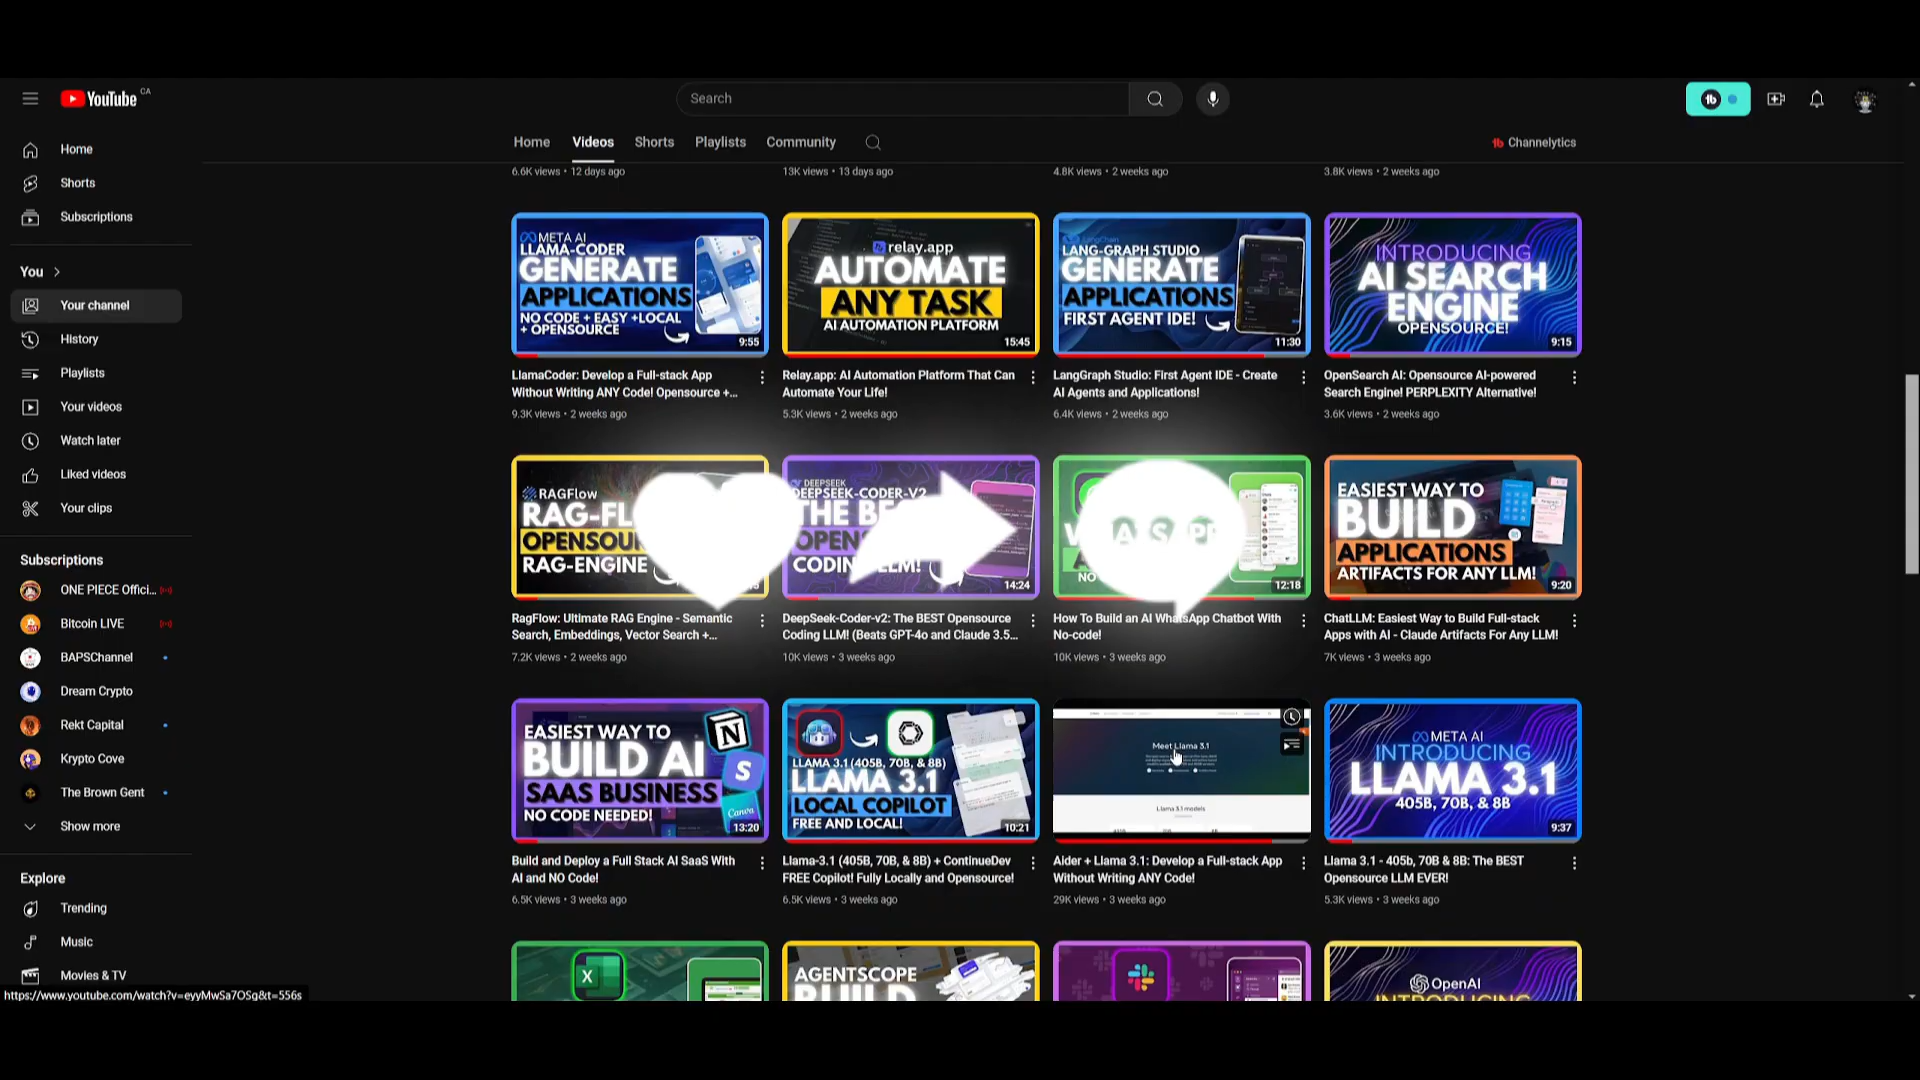 YouTube CA
Search
Home
Videos
Shorts
Playlists
Community
Channelytics
Home
Shorts
Subscriptions
You
Your channel
History
Playlists
Your videos
Watch later
Liked videos
Your clips
Subscriptions
ONE PIECE Offici...
Bitcoin LIVE
BAPSChannel
Dream Crypto
Rekt Capital
Krypto Cove
The Brown Gent
Show more
Explore
Trending
Music
Movies & TV
https://www.youtube.com/watch?v=eyyMwSa7OSg&t=556s
6.6K views • 12 days ago
13K views • 13 days ago
4.8K views • 2 weeks ago
3.8K views • 2 weeks ago
META AI
LLAMA-CODER
GENERATE
APPLICATIONS
NO CODE + EASY +LOCAL
+ OPENSOURCE
9:55
LlamaCoder: Develop a Full-stack App
Without Writing ANY Code! Opensource +...
9.3K views • 2 weeks ago
relay.app
AUTOMATE
ANY TASK
AI AUTOMATION PLATFORM
15:45
Relay.app: AI Automation Platform That Can
Automate Your Life!
5.3K views • 2 weeks ago
LangChain
LANG-GRAPH STUDIO
GENERATE
APPLICATIONS
FIRST AGENT IDE!
11:30
LangGraph Studio: First Agent IDE - Create
AI Agents and Applications!
6.4K views • 2 weeks ago
INTRODUCING
AI SEARCH
ENGINE
OPENSOURCE!
9:15
OpenSearch AI: Opensource AI-powered
Search Engine! PERPLEXITY Alternative!
3.6K views • 2 weeks ago
RAGFlow
RAG-FL
OPENSOU
RAG-ENGINE
RagFlow: Ultimate RAG Engine - Semantic
Search, Embeddings, Vector Search +...
7.2K views • 2 weeks ago
DEEPSEEK
DEEPSEEK-CODER-V2
THE BE
OPEN
CODIN LLM!
14:24
DeepSeek-Coder-v2: The BEST Opensource
Coding LLM! (Beats GPT-4o and Claude 3.5...
10K views • 3 weeks ago
NO
12:18
How To Build an AI WhatsApp Chatbot With
No-code!
10K views • 3 weeks ago
EASIEST WAY TO
BUILD
APPLICATIONS
ARTIFACTS FOR ANY LLM!
9:20
ChatLLM: Easiest Way to Build Full-stack
Apps with AI - Claude Artifacts For Any LLM!
7K views • 3 weeks ago
EASIEST WAY TO
BUILD AI
SAAS BUSINESS
NO CODE NEEDED!
N
S
Canva
13:20
Build and Deploy a Full Stack AI SaaS With
AI and NO Code!
6.5K views • 3 weeks ago
LLAMA 3.1 (405B, 70B, & 8B)
LLAMA 3.1
LOCAL COPILOT
FREE AND LOCAL!
10:21
Llama-3.1 (405B, 70B, & 8B) + ContinueDev
FREE Copilot! Fully Locally and Opensource!
6.5K views • 3 weeks ago
Meet Llama 3.1
Llama 3.1 models
Aider + Llama 3.1: Develop a Full-stack App
Without Writing ANY Code!
29K views • 3 weeks ago
META AI
INTRODUCING
LLAMA 3.1
405B, 70B, & 8B
9:37
Llama 3.1 - 405b, 70B & 8B: The BEST
Opensource LLM EVER!
5.3K views • 3 weeks ago
X
AGENTSCOPE
BUILD
OpenAI
INTRODUCING